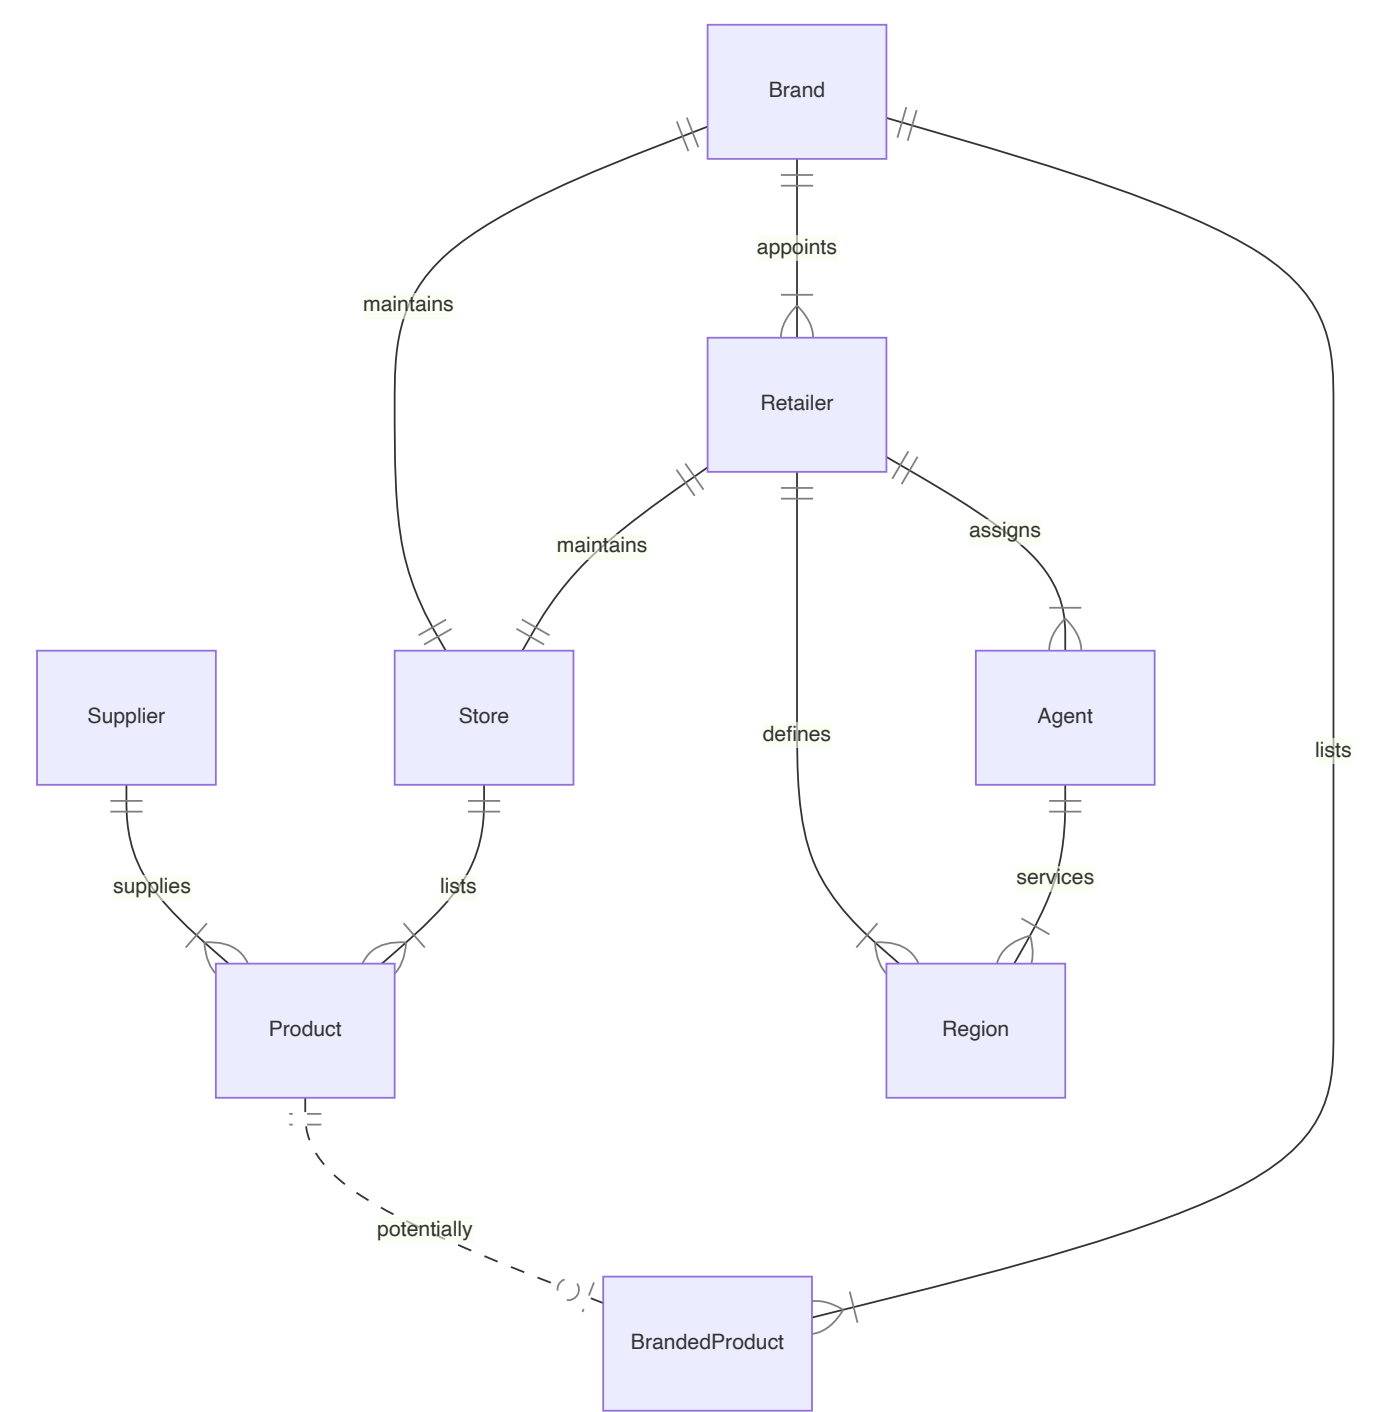 Brand
appoints
maintains
Retailer
assigns
maintains
Supplier
Store
Agent
defines
lists
services
supplies
lists
Product
Region
potentially
BrandedProduct